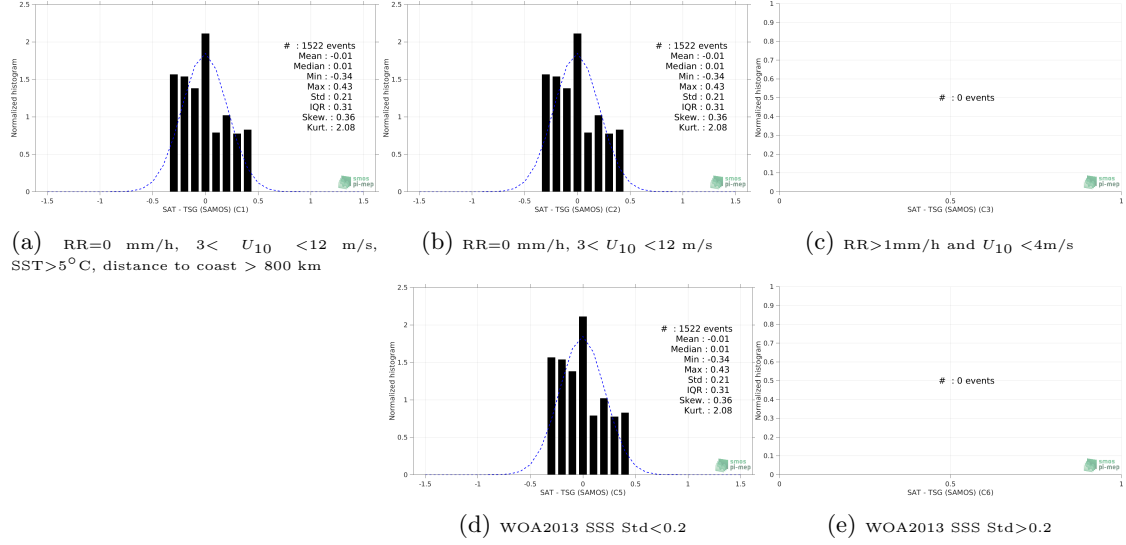 2.5
2
1.5
1
0.5
0
Normalized histogram
# : 1522 events
Mean : -0.01
Median : 0.01
Min : -0.34
Max : 0.43
Std : 0.21
IQR : 0.31
Skew. : 0.36
Kurt. : 2.08
smos
pi-mep
-1.5 -1 -0.5 0 0.5 1 1.5
SAT - TSG (SAMOS) (C1)
(a) RR=0 mm/h, 3< U10 <12 m/s,
SST>5°C, distance to coast > 800 km
2.5
2
1.5
1
0.5
0
Normalized histogram
# : 1522 events
Mean : -0.01
Median : 0.01
Min : -0.34
Max : 0.43
Std : 0.21
IQR : 0.31
Skew. : 0.36
Kurt. : 2.08
smos
pi-mep
-1.5 -1 -0.5 0 0.5 1 1.5
SAT - TSG (SAMOS) (C2)
(b) RR=0 mm/h, 3< U10 <12 m/s
1
0.9
0.8
0.7
0.6
0.5
0.4
0.3
0.2
0.1
0
Normalized histogram
# : 0 events
smos
pi-mep
0 0.5 1
SAT - TSG (SAMOS) (C3)
(c) RR>1mm/h and U10 <4m/s
2.5
2
1.5
1
0.5
0
Normalized histogram
# : 1522 events
Mean : -0.01
Median : 0.01
Min : -0.34
Max : 0.43
Std : 0.21
IQR : 0.31
Skew. : 0.36
Kurt. : 2.08
smos
pi-mep
-1.5 -1 -0.5 0 0.5 1 1.5
SAT - TSG (SAMOS) (C5)
(d) WOA2013 SSS Std<0.2
1
0.9
0.8
0.7
0.6
0.5
0.4
0.3
0.2
0.1
0
Normalized histogram
# : 0 events
smos
pi-mep
0 0.5 1
SAT - TSG (SAMOS) (C6)
(e) WOA2013 SSS Std>0.2